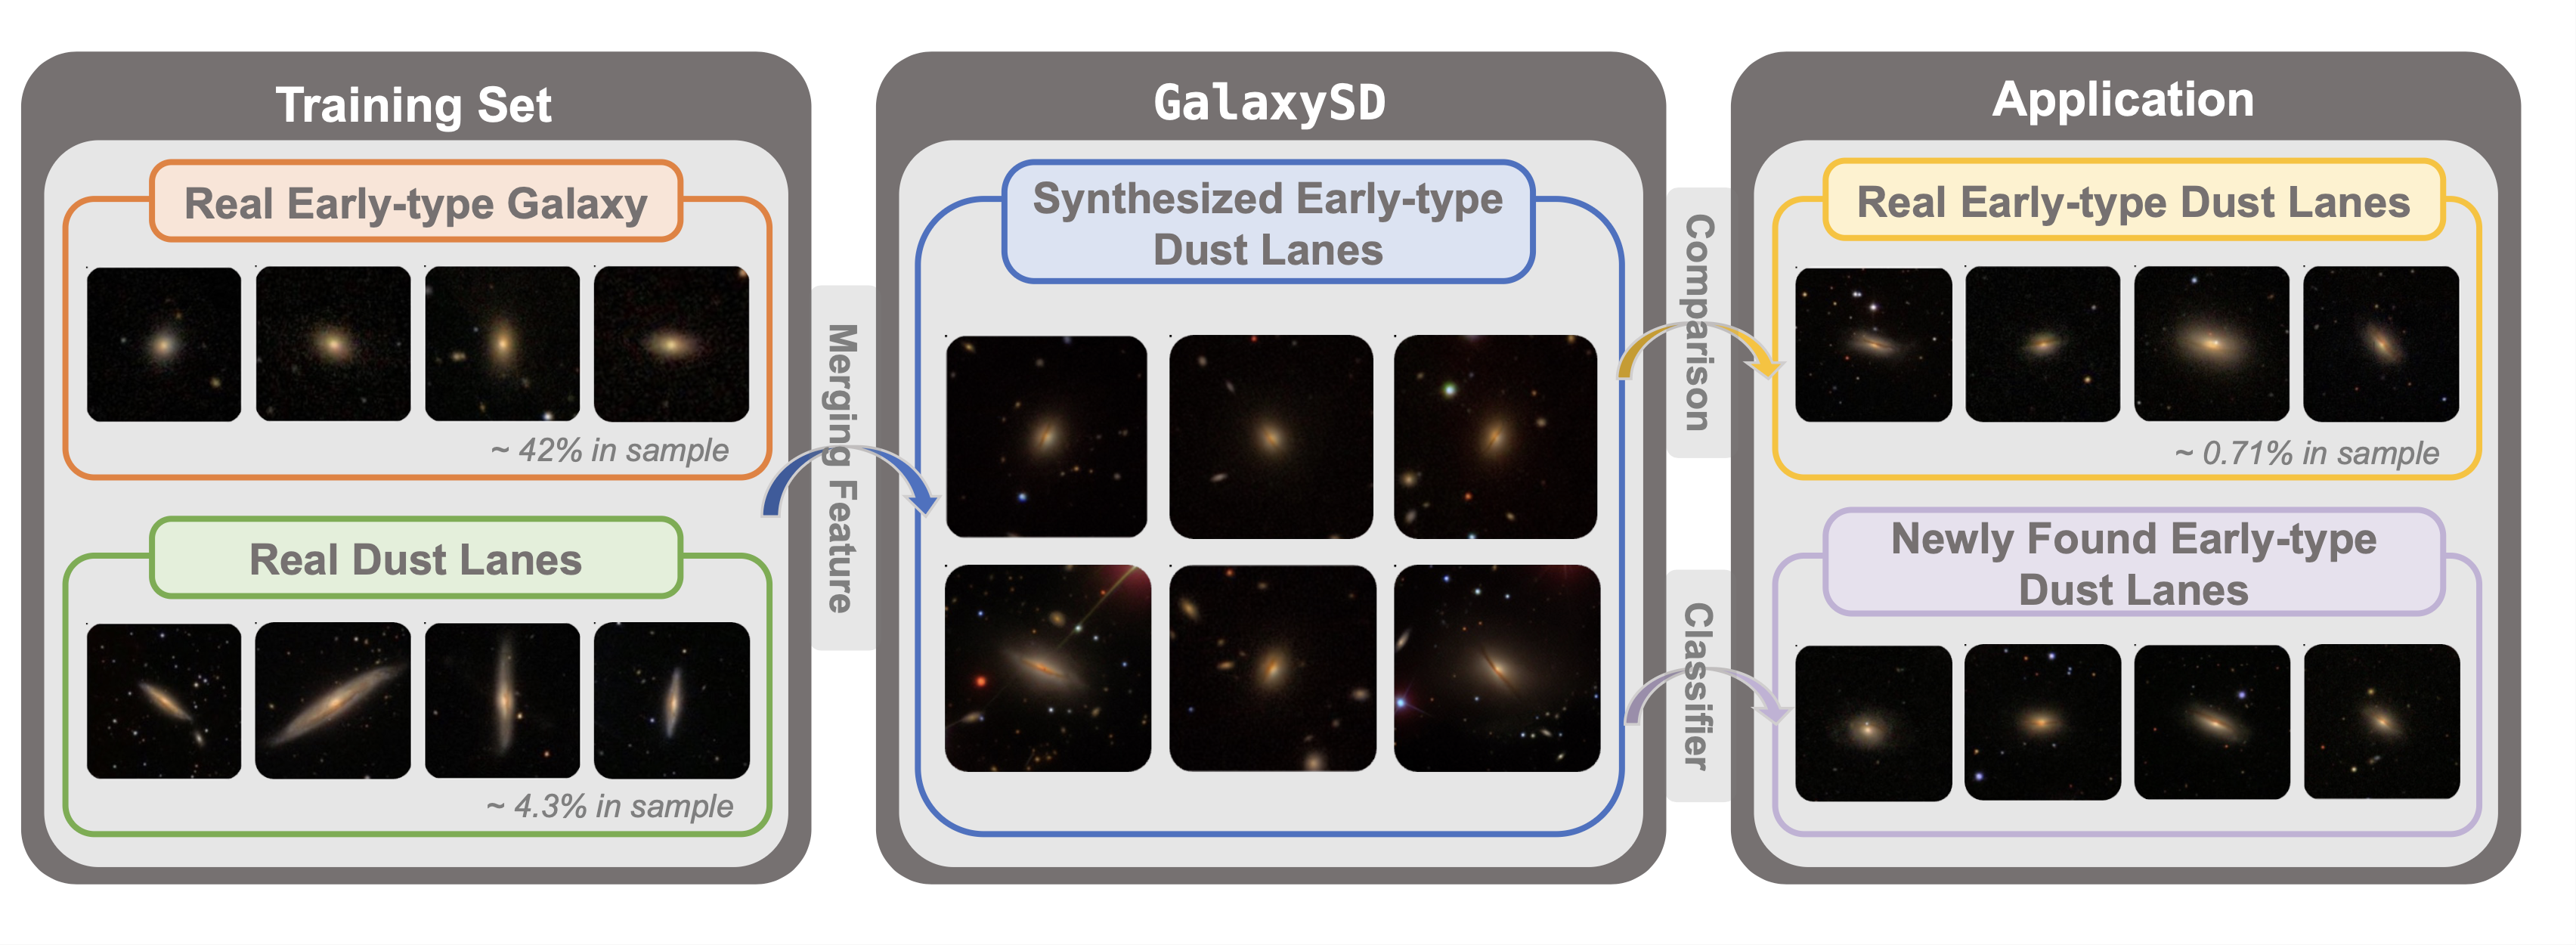 Training Set
Real Early-type Galaxy
~ 42% in sample
Real Dust Lanes
~ 4.3% in sample
Merging Feature
GalaxySD
Synthesized Early-type
Dust Lanes
Comparison
Classifier
Application
Real Early-type Dust Lanes
~ 0.71% in sample
Newly Found Early-type
Dust Lanes